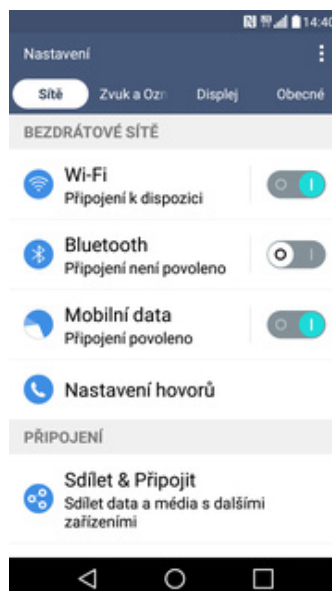 14:40
Nastavení
Sítě Zvuk a Ozn Displej Obecné
BEZDRÁTOVÉ SÍTĚ
Wi-Fi
Připojení k dispozici
Bluetooth
Připojení není povoleno
Mobilní data
Připojení povoleno
Nastavení hovorů
PŘIPOJENÍ
Sdílet & Připojit
Sdílet data a média s dalšími
zařízeními